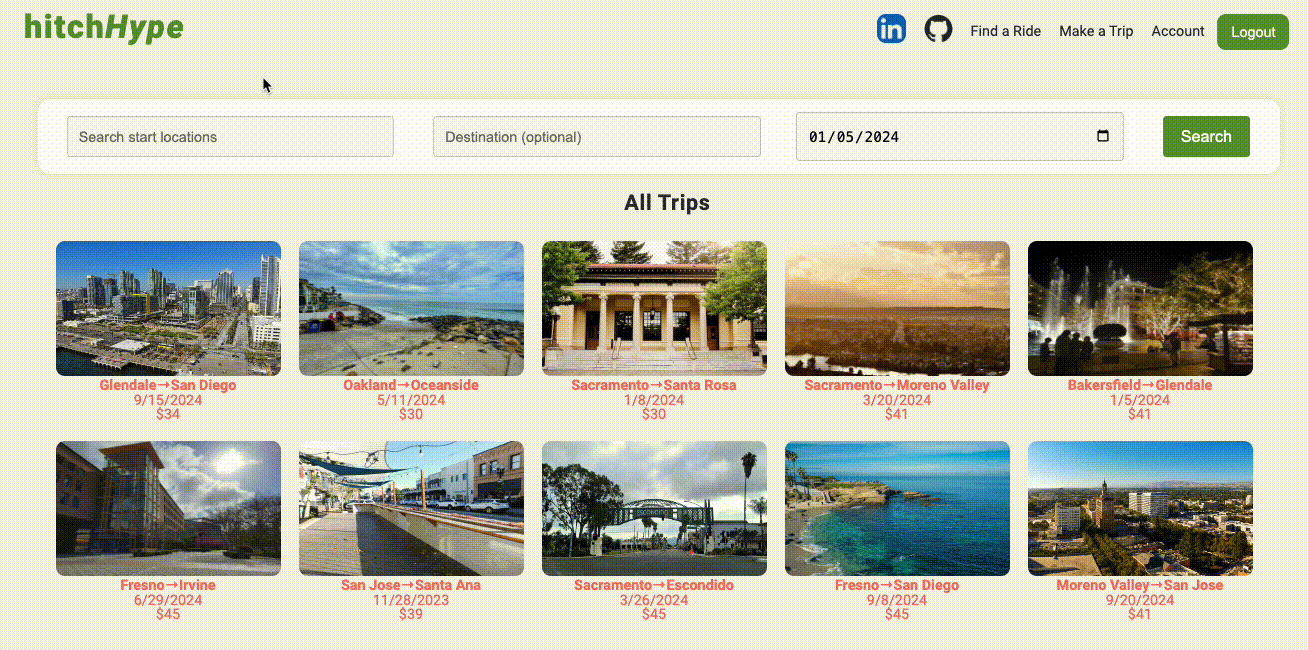 hitchHype
in
Find a Ride
Make a Trip
Account
Logout
Search start locations
Destination (optional)
01/05/2024
Search
All Trips
Glendale→San Diego
9/15/2024
$34
Oakland→Oceanside
5/11/2024
$30
Sacramento→Santa Rosa
1/8/2024
$30
Sacramento→Moreno Valley
3/20/2024
$41
Bakersfield→Glendale
1/5/2024
$41
Fresno→Irvine
6/29/2024
$45
San Jose→Santa Ana
11/28/2023
$39
Sacramento→Escondido
3/26/2024
$45
Fresno→San Diego
9/8/2024
$45
Moreno Valley→San Jose
9/20/2024
$41